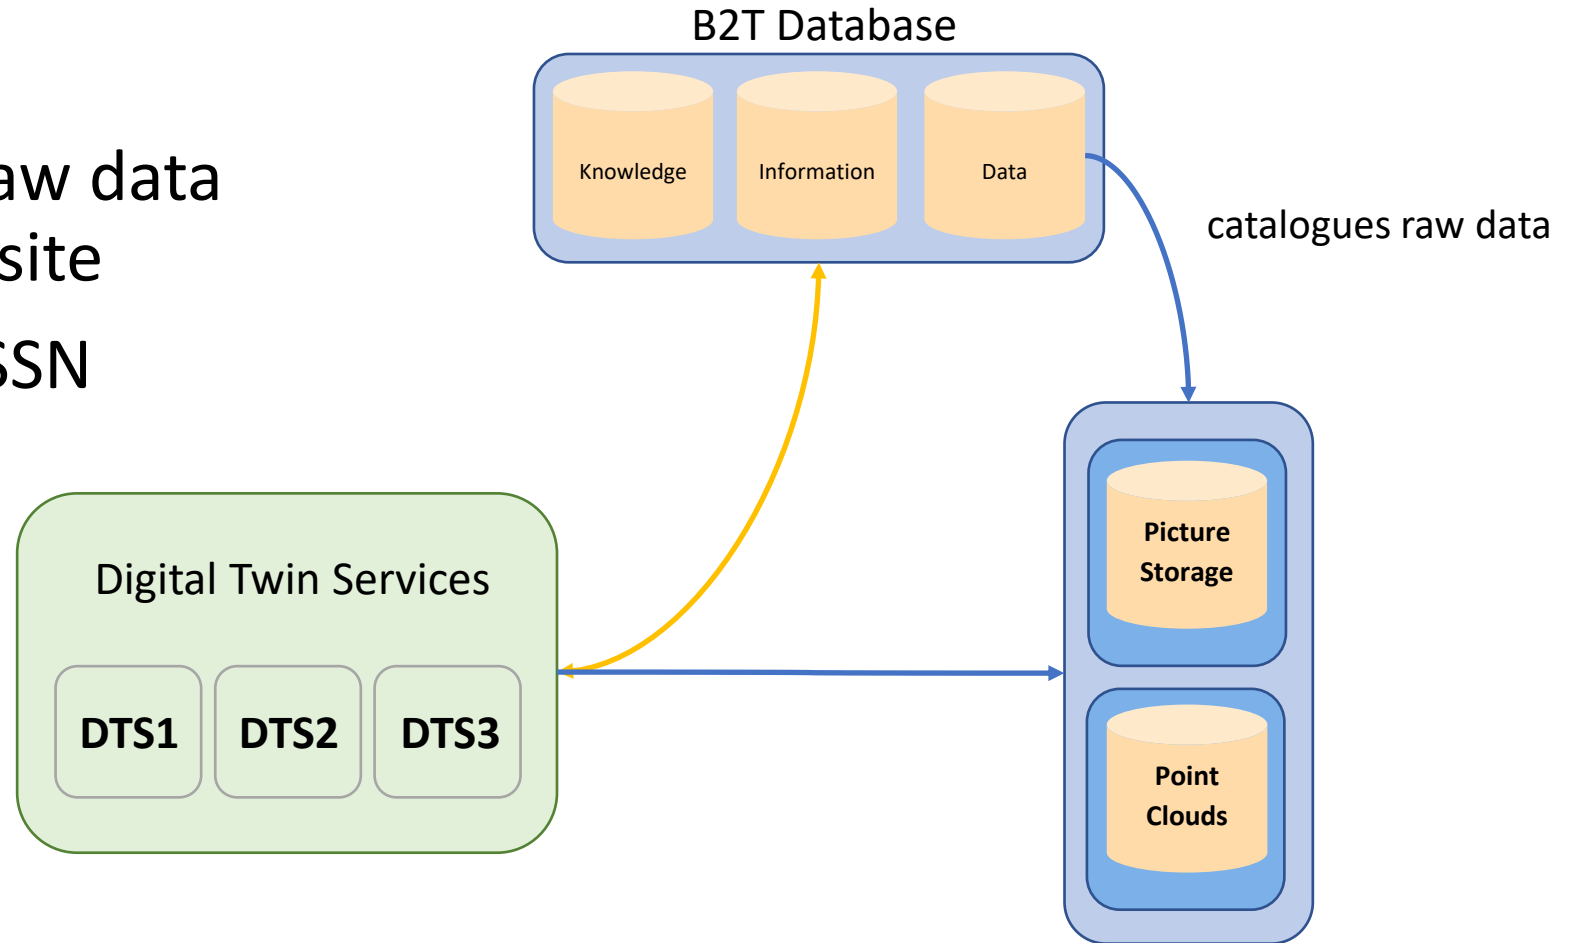 B2T Database
Knowledge
Information
Data
aw data
site
SSN
catalogues raw data
Digital Twin Services
DTS1
DTS2
DTS3
Picture
Storage
Point
Clouds